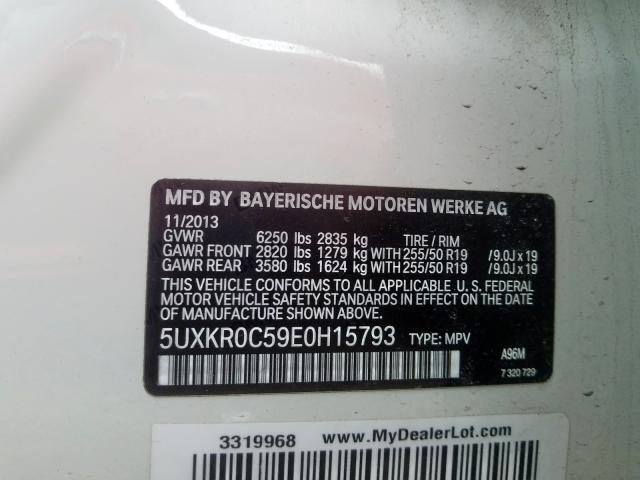 MFD BY BAYERISCHE MOTOREN WERKE AG
11/2013
GVWR 6250 lbs 2835 kg TIRE / RIM
GAWR FRONT 2820 lbs 1279 kg WITH 255/50 R19 /9.0J x 19
GAWR REAR 3580 lbs 1624 kg WITH 255/50 R19 /9.0J x 19
THIS VEHICLE CONFORMS TO ALL APPLICABLE U. S. FEDERAL
MOTOR VEHICLE SAFETY STANDARDS IN EFFECT ON THE DATE
OF MANUFACTURE SHOWN ABOVE.
5UXKR0C59E0H15793 TYPE: MPV
A96M
7 320 729
3319968 www.MyDealerLot.com